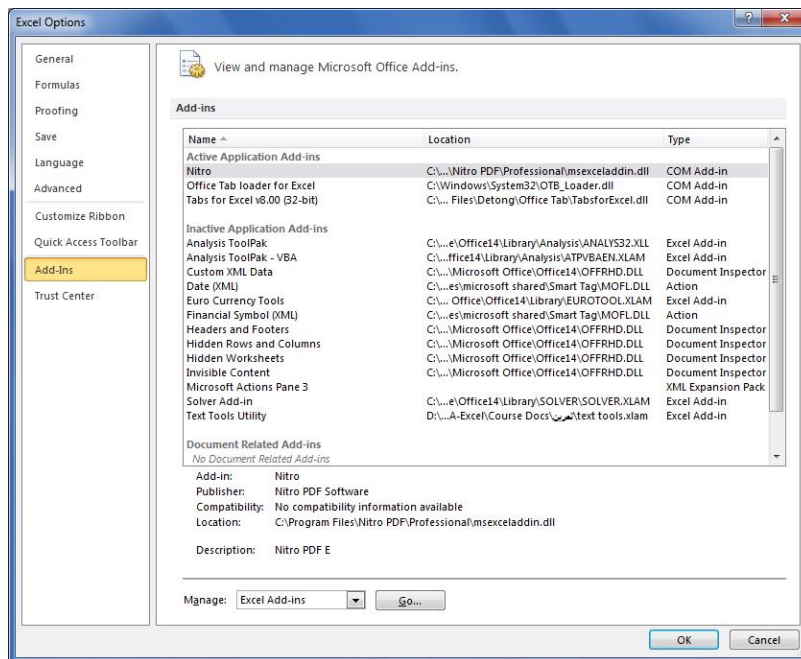 Excel Options
General
Formulas
Proofing
Save
Language
Advanced
Customize Ribbon
Quick Access Toolbar
Add-Ins
Trust Center
View and manage Microsoft Office Add-ins.
Add-ins
Name Location Type
Active Application Add-ins
Nitro C:\...\Nitro PDF\Professional\msexceladdin.dll COM Add-in
Office Tab loader for Excel C:\Windows\System32\OTB_Loader.dll COM Add-in
Tabs for Excel v8.00 (32-bit) C:\... Files\Detong\Office Tab\TabsforExcel.dll COM Add-in
Inactive Application Add-ins
Analysis ToolPak C:\...e\Office14\Library\Analysis\ANALYS32.XLL Excel Add-in
Analysis ToolPak - VBA C:\...ffice14\Library\Analysis\ATPVBAEN.XLAM Excel Add-in
Custom XML Data C:\...\Microsoft Office\Office14\OFFRHD.DLL Document Inspector
Date (XML) C:\...es\microsoft shared\Smart Tag\MOFL.DLL Action
Euro Currency Tools C:\... Office\Office14\Library\EUROTOOL.XLAM Excel Add-in
Financial Symbol (XML) C:\...es\microsoft shared\Smart Tag\MOFL.DLL Action
Headers and Footers C:\...\Microsoft Office\Office14\OFFRHD.DLL Document Inspector
Hidden Rows and Columns C:\...\Microsoft Office\Office14\OFFRHD.DLL Document Inspector
Hidden Worksheets C:\...\Microsoft Office\Office14\OFFRHD.DLL Document Inspector
Invisible Content C:\...\Microsoft Office\Office14\OFFRHD.DLL Document Inspector
Microsoft Actions Pane 3 XML Expansion Pack
Solver Add-in C:\...e\Office14\Library\SOLVER\SOLVER.XLAM Excel Add-in
Text Tools Utility D:\...A-Excel\Course Docs\تمرين\text tools.xlam Excel Add-in
Document Related Add-ins
No Document Related Add-ins
Add-in: Nitro
Publisher: Nitro PDF Software
Compatibility: No compatibility information available
Location: C:\Program Files\Nitro PDF\Professional\msexceladdin.dll
Description: Nitro PDF E
Manage: Excel Add-ins Go...
OK Cancel